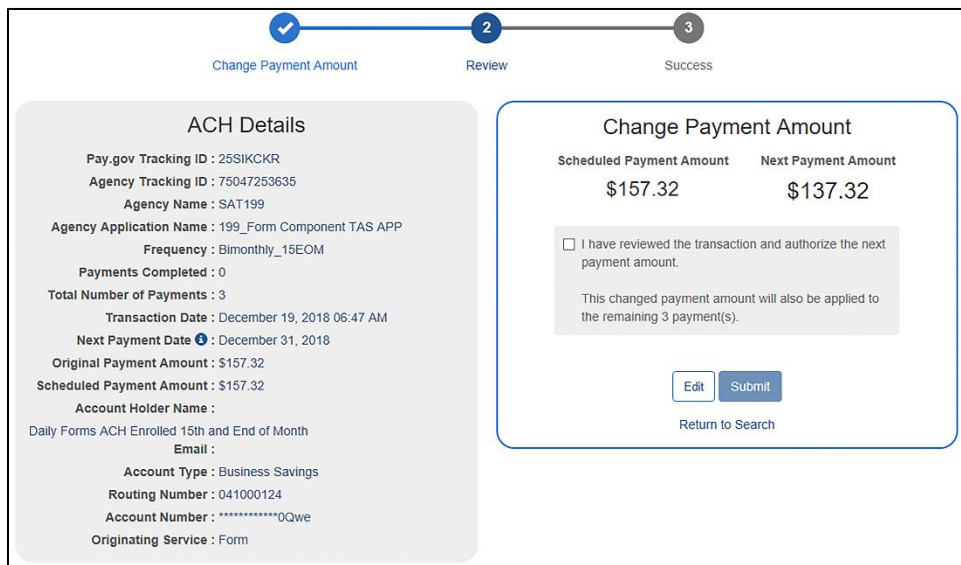 2 3
Change Payment Amount Review Success
ACH Details
Pay.gov Tracking ID : 25SIKCKR
Agency Tracking ID : 75047253635
Agency Name : SAT199
Agency Application Name : 199_Form Component TAS APP
Frequency : Bimonthly_15EOM
Payments Completed : 0
Total Number of Payments : 3
Transaction Date : December 19, 2018 06:47 AM
Next Payment Date i : December 31, 2018
Original Payment Amount : $157.32
Scheduled Payment Amount : $157.32
Account Holder Name :
Daily Forms ACH Enrolled 15th and End of Month
Email :
Account Type : Business Savings
Routing Number : 041000124
Account Number : ************0Qwe
Originating Service : Form
Change Payment Amount
Scheduled Payment Amount Next Payment Amount
$157.32 $137.32
I have reviewed the transaction and authorize the next
payment amount.
This changed payment amount will also be applied to
the remaining 3 payment(s).
Edit Submit
Return to Search